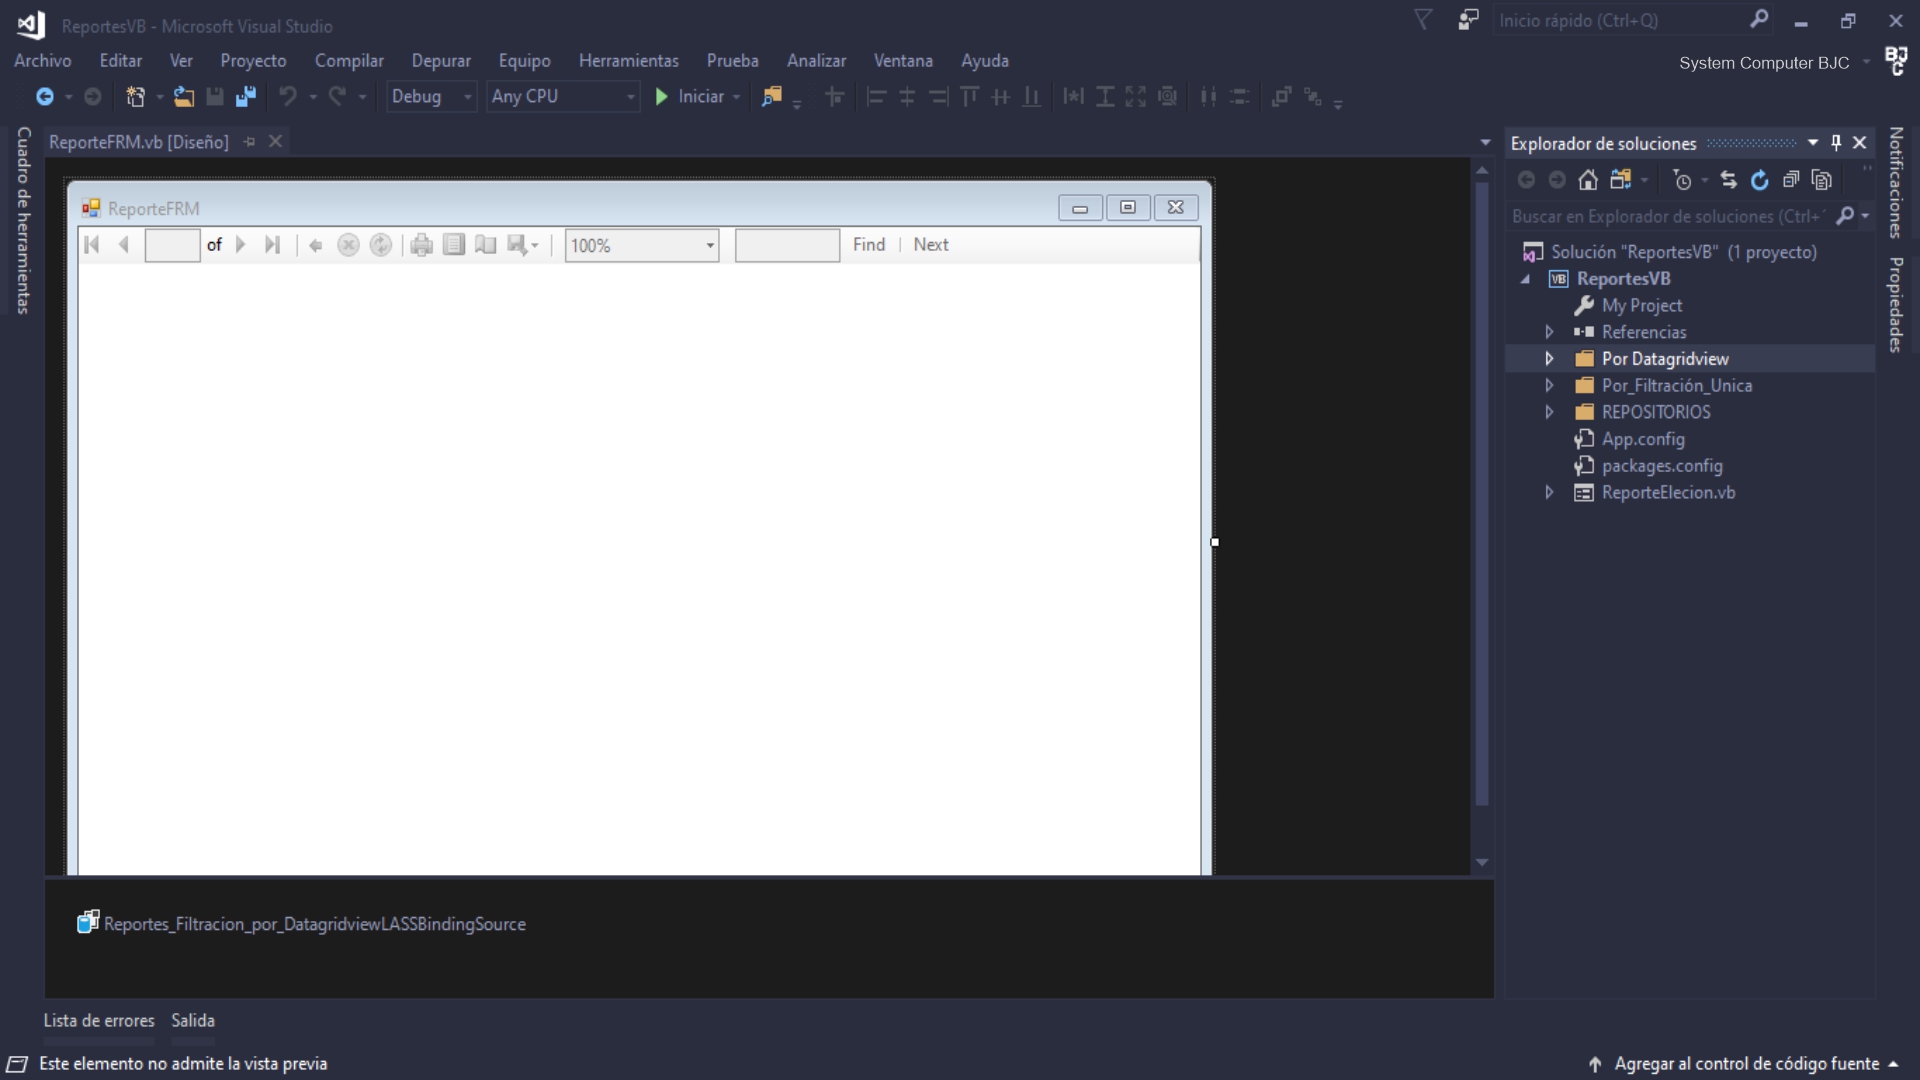 ReportesVB - Microsoft Visual Studio
Inicio rápido (Ctrl+Q)
Archivo Editar Ver Proyecto Compilar Depurar Equipo Herramientas Prueba Analizar Ventana Ayuda
System Computer BJC
BJC
Debug Any CPU Iniciar
Cuadro de herramientas
ReporteFRM.vb [Diseño]
ReporteFRM
of 100% Find Next
Reportes_Filtracion_por_DatagridviewLASSBindingSource
Explorador de soluciones
Buscar en Explorador de soluciones (Ctrl+
Solución "ReportesVB" (1 proyecto)
VB ReportesVB
My Project
Referencias
Por Datagridview
Por_Filtración_Unica
REPOSITORIOS
App.config
packages.config
ReporteElecion.vb
Notificaciones
Propiedades
Lista de errores Salida
Este elemento no admite la vista previa
Agregar al control de código fuente